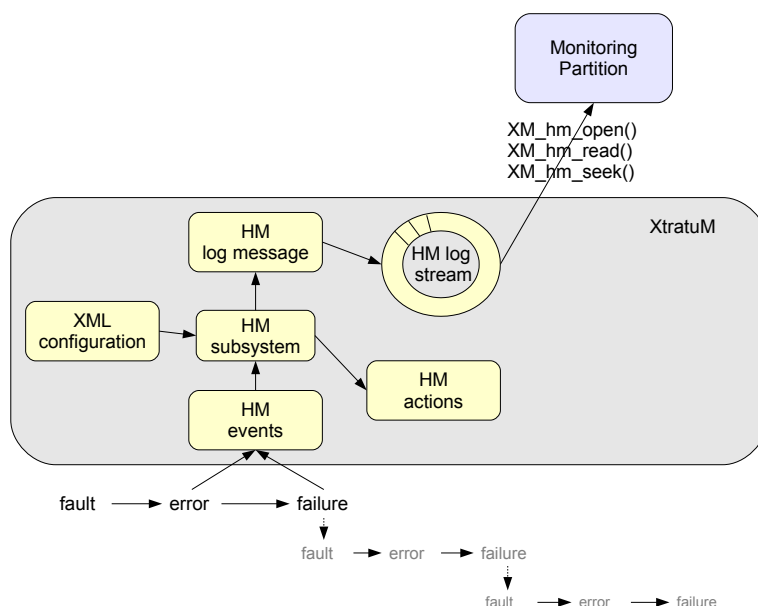 Monitoring
Partition
XM_hm_open()
XM_hm_read()
XM_hm_seek()
XtratuM
HM
log message
HM log
stream
XML
configuration
HM
subsystem
HM
actions
HM
events
fault
error
failure
fault
error
failure
fault
error
failure